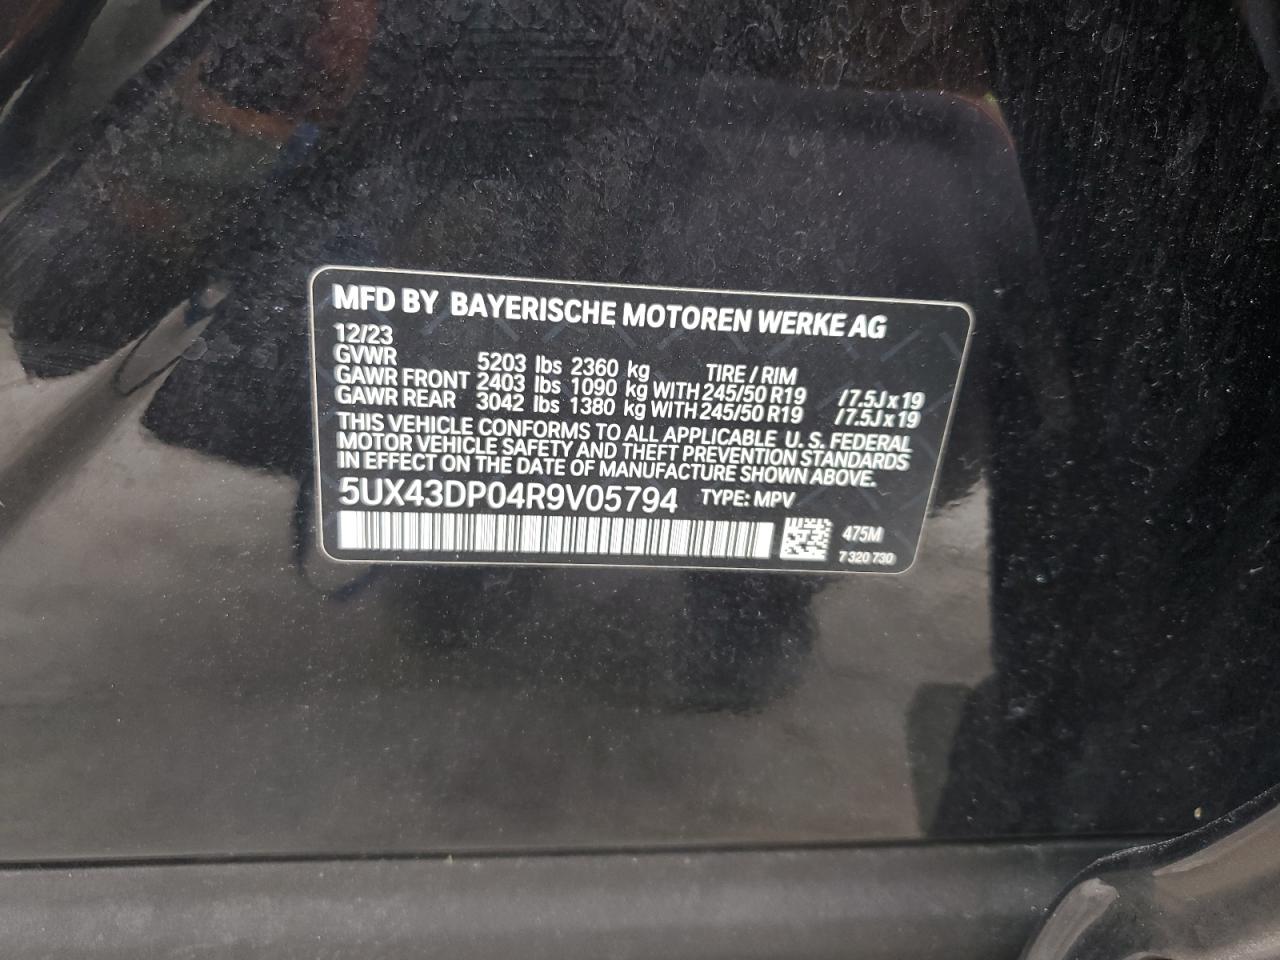 MFD BY BAYERISCHE MOTOREN WERKE AG
12/23
GVWR 5203 lbs 2360 kg TIRE / RIM
GAWR FRONT 2403 lbs 1090 kg WITH 245/50 R19 /7.5J x 19
GAWR REAR 3042 lbs 1380 kg WITH 245/50 R19 /7.5J x 19
THIS VEHICLE CONFORMS TO ALL APPLICABLE U. S. FEDERAL
MOTOR VEHICLE SAFETY AND THEFT PREVENTION STANDARDS
IN EFFECT ON THE DATE OF MANUFACTURE SHOWN ABOVE.
5UX43DP04R9V05794 TYPE: MPV
475M
7 320 730